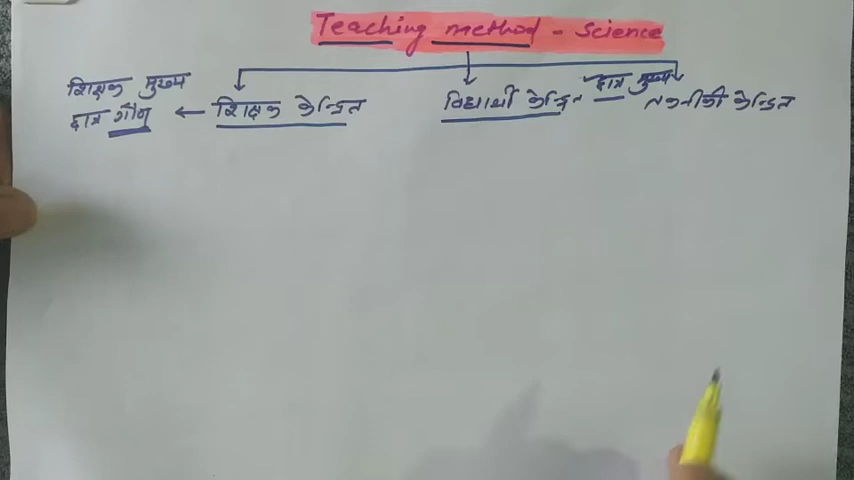 Teaching method - Science
शिक्षक मुख्य
छात्र गौण ← शिक्षक केन्द्रित
विद्यार्थी केन्द्रित छात्र मुख्य
तकनीकी केन्द्रित